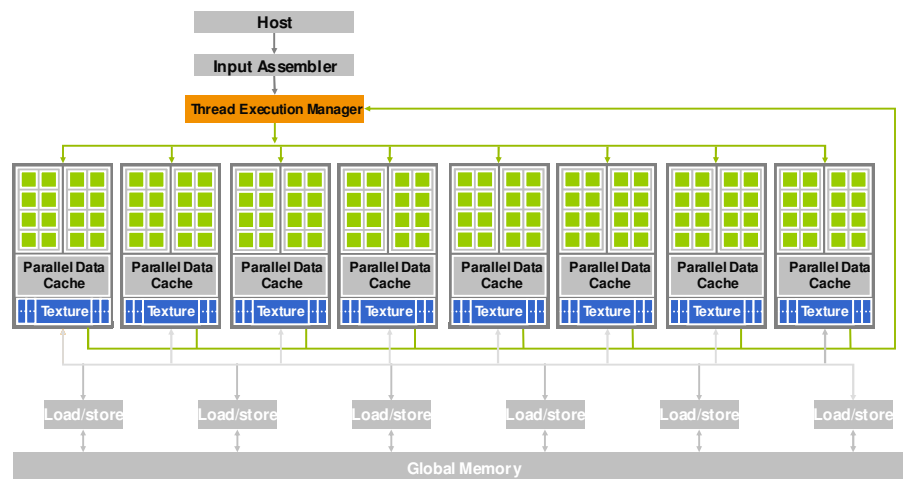 Host
Input Assembler
Thread Execution Manager
Parallel Data
Cache
Parallel Data
Cache
Parallel Data
Cache
Parallel Data
Cache
Parallel Data
Cache
Parallel Data
Cache
Parallel Data
Cache
Parallel Data
Cache
Texture
Texture
Texture
Texture
Texture
Texture
Texture
Texture
Load/store
Load/store
Load/store
Load/store
Load/store
Load/store
Global Memory